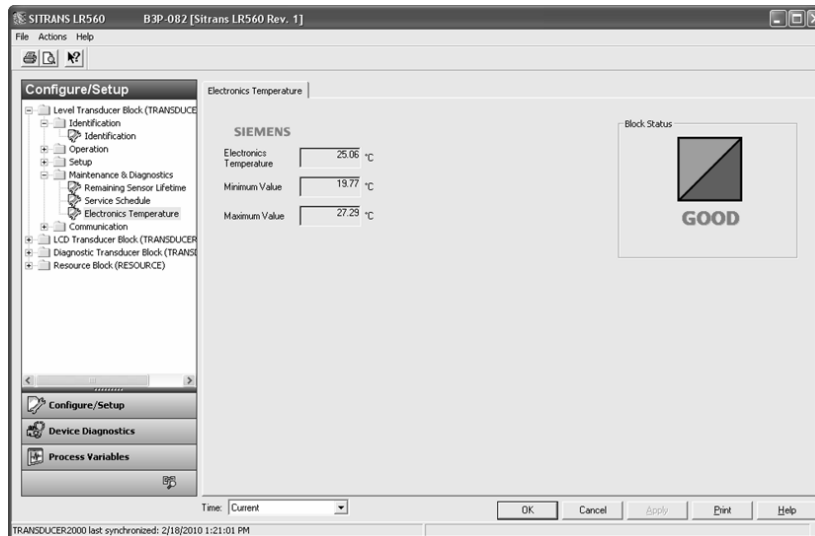 SITRANS LR560 B3P-082 [Sitrans LR560 Rev. 1]
File Actions Help
Configure/Setup
Level Transducer Block (TRANSDUCE
Identification
Identification
Operation
Setup
Maintenance & Diagnostics
Remaining Sensor Lifetime
Service Schedule
Electronics Temperature
Communication
LCD Transducer Block (TRANSDUCER
Diagnostic Transducer Block (TRANSI
Resource Block (RESOURCE)
Configure/Setup
Device Diagnostics
Process Variables
Electronics Temperature
SIEMENS
Electronics Temperature 25.06 °C
Minimum Value 19.77 °C
Maximum Value 27.29 °C
Block Status
GOOD
Time: Current
OK Cancel Apply Print Help
TRANSDUCER2000 last synchronized: 2/18/2010 1:21:01 PM